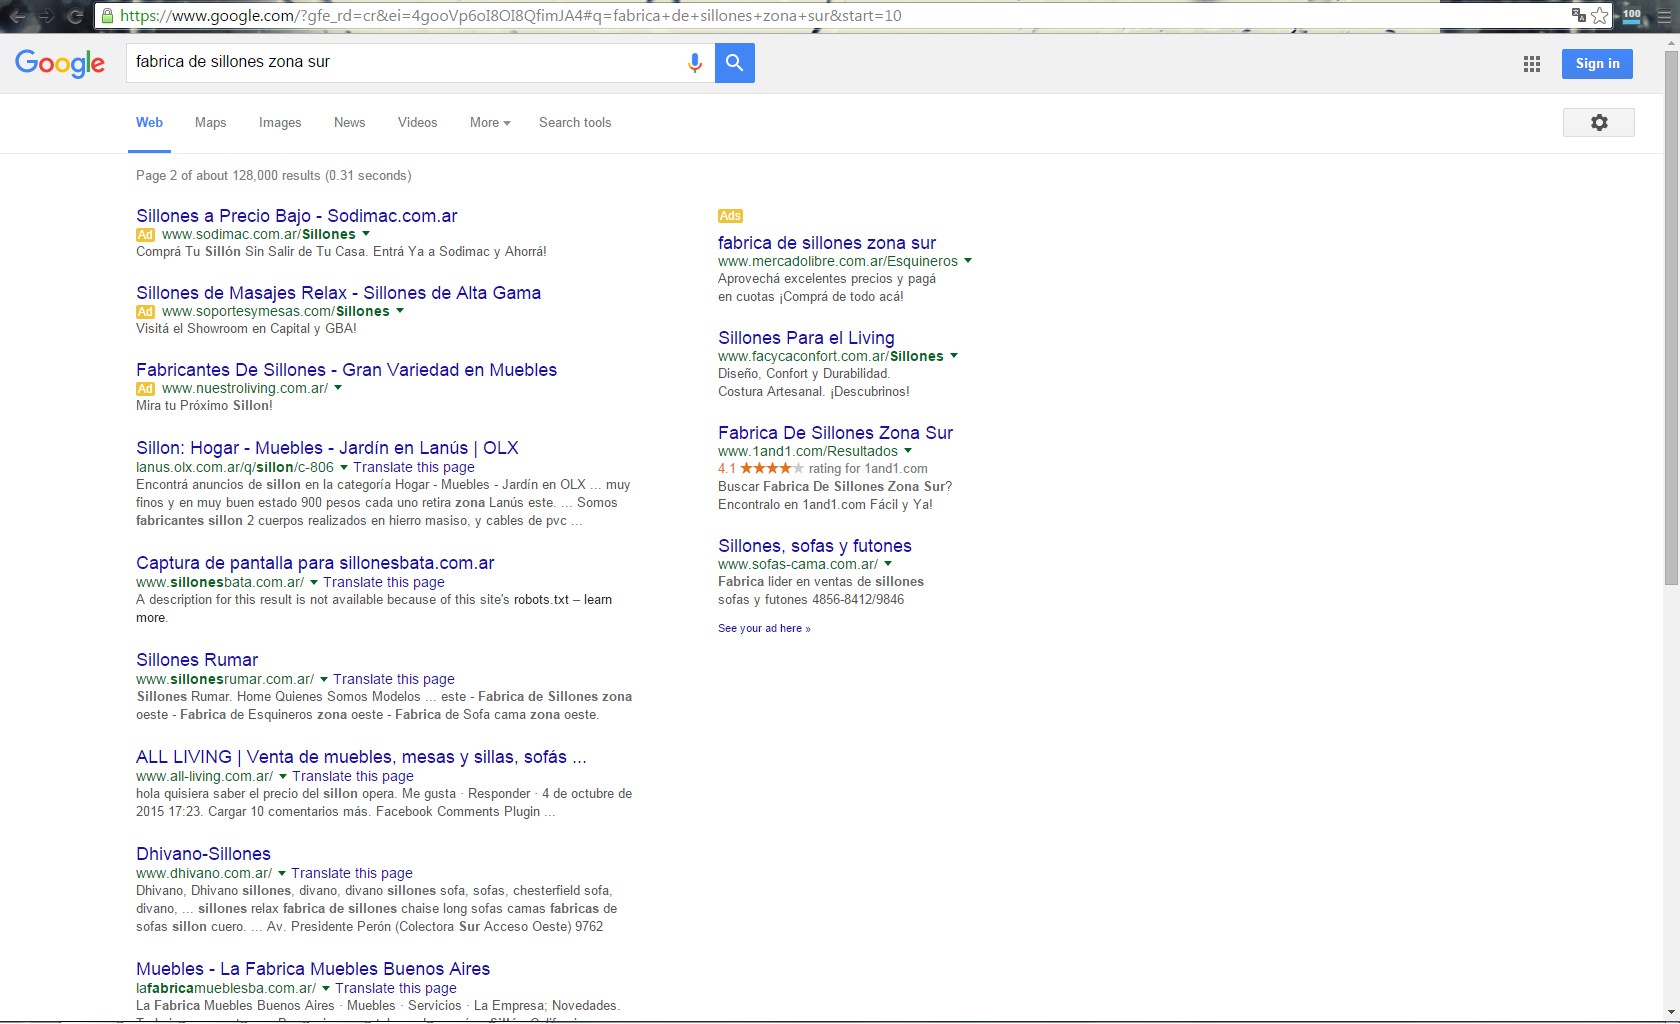 https://www.google.com/?gfe_rd=cr&ei=4gooVp6oI8OI8QfimJA4#q=fabrica+de+sillones+zona+sur&start=10
100
Google
fabrica de sillones zona sur
Sign in
Web Maps Images News Videos More Search tools
Page 2 of about 128,000 results (0.31 seconds)
Sillones a Precio Bajo - Sodimac.com.ar
Ad www.sodimac.com.ar/Sillones
Comprá Tu Sillón Sin Salir de Tu Casa. Entrá Ya a Sodimac y Ahorrá!
Sillones de Masajes Relax - Sillones de Alta Gama
Ad www.soportesymesas.com/Sillones
Visitá el Showroom en Capital y GBA!
Fabricantes De Sillones - Gran Variedad en Muebles
Ad www.nuestroliving.com.ar/
Mira tu Próximo Sillon!
Sillon: Hogar - Muebles - Jardín en Lanús | OLX
lanus.olx.com.ar/q/sillon/c-806 Translate this page
Encontrá anuncios de sillon en la categoría Hogar - Muebles - Jardín en OLX ... muy
finos y en muy buen estado 900 pesos cada uno retira zona Lanús este. ... Somos
fabricantes sillon 2 cuerpos realizados en hierro masiso, y cables de pvc ...
Captura de pantalla para sillonesbata.com.ar
www.sillonesbata.com.ar/ Translate this page
A description for this result is not available because of this site's robots.txt – learn
more.
Sillones Rumar
www.sillonesrumar.com.ar/ Translate this page
Sillones Rumar. Home Quienes Somos Modelos ... este - Fabrica de Sillones zona
oeste - Fabrica de Esquineros zona oeste - Fabrica de Sofa cama zona oeste.
ALL LIVING | Venta de muebles, mesas y sillas, sofás ...
www.all-living.com.ar/ Translate this page
hola quisiera saber el precio del sillon opera. Me gusta · Responder · 4 de octubre de
2015 17:23. Cargar 10 comentarios más. Facebook Comments Plugin ...
Dhivano-Sillones
www.dhivano.com.ar/ Translate this page
Dhivano, Dhivano sillones, divano, divano sillones sofa, sofas, chesterfield sofa,
divano, ... sillones relax fabrica de sillones chaise long sofas camas fabricas de
sofas sillon cuero. ... Av. Presidente Perón (Colectora Sur Acceso Oeste) 9762
Muebles - La Fabrica Muebles Buenos Aires
lafabricamueblesba.com.ar/ Translate this page
La Fabrica Muebles Buenos Aires · Muebles · Servicios · La Empresa; Novedades.
Ads
fabrica de sillones zona sur
www.mercadolibre.com.ar/Esquineros
Aprovechá excelentes precios y pagá
en cuotas ¡Comprá de todo acá!
Sillones Para el Living
www.facycaconfort.com.ar/Sillones
Diseño, Confort y Durabilidad.
Costura Artesanal. ¡Descubrinos!
Fabrica De Sillones Zona Sur
www.1and1.com/Resultados
4.1 ★★★★★ rating for 1and1.com
Buscar Fabrica De Sillones Zona Sur?
Encontralo en 1and1.com Fácil y Ya!
Sillones, sofas y futones
www.sofas-cama.com.ar/
Fabrica lider en ventas de sillones
sofas y futones 4856-8412/9846
See your ad here »